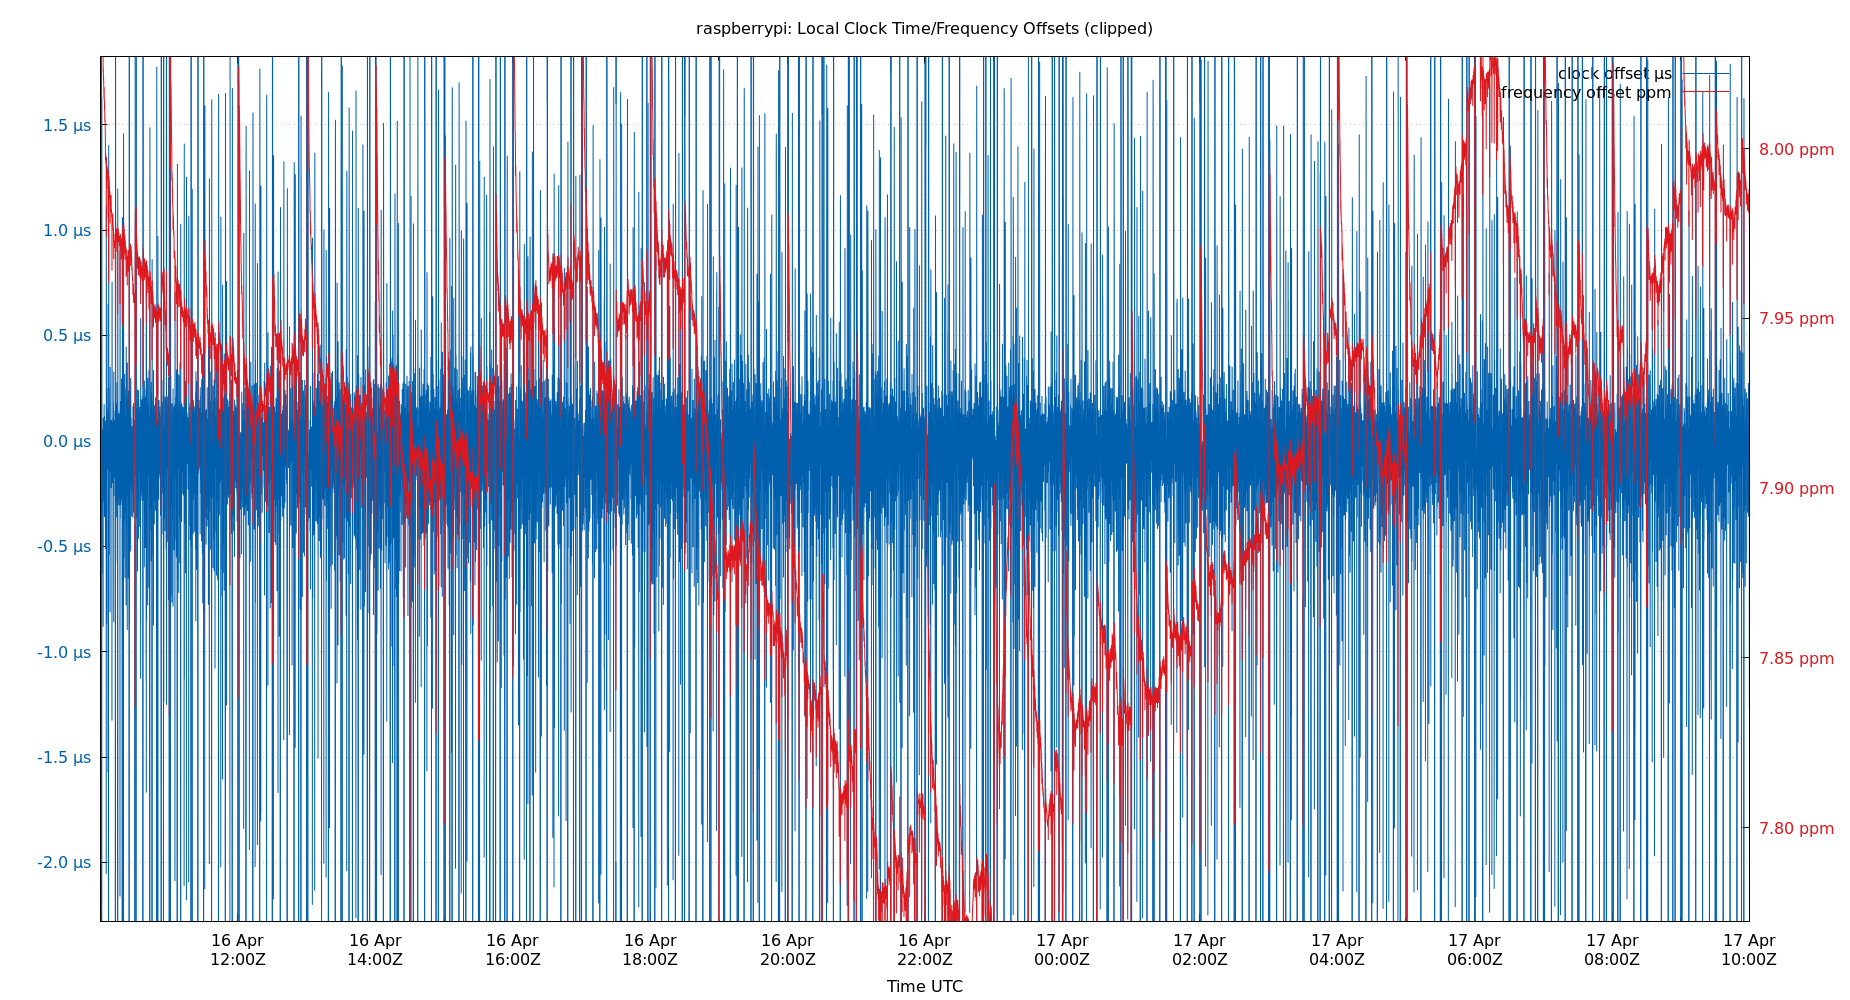 raspberrypi: Local Clock Time/Frequency Offsets (clipped)
clock offset µs
frequency offset ppm
1.5 µs
1.0 µs
0.5 µs
0.0 µs
-0.5 µs
-1.0 µs
-1.5 µs
-2.0 µs
8.00 ppm
7.95 ppm
7.90 ppm
7.85 ppm
7.80 ppm
16 Apr
12:00Z
16 Apr
14:00Z
16 Apr
16:00Z
16 Apr
18:00Z
16 Apr
20:00Z
16 Apr
22:00Z
17 Apr
00:00Z
17 Apr
02:00Z
17 Apr
04:00Z
17 Apr
06:00Z
17 Apr
08:00Z
17 Apr
10:00Z
Time UTC